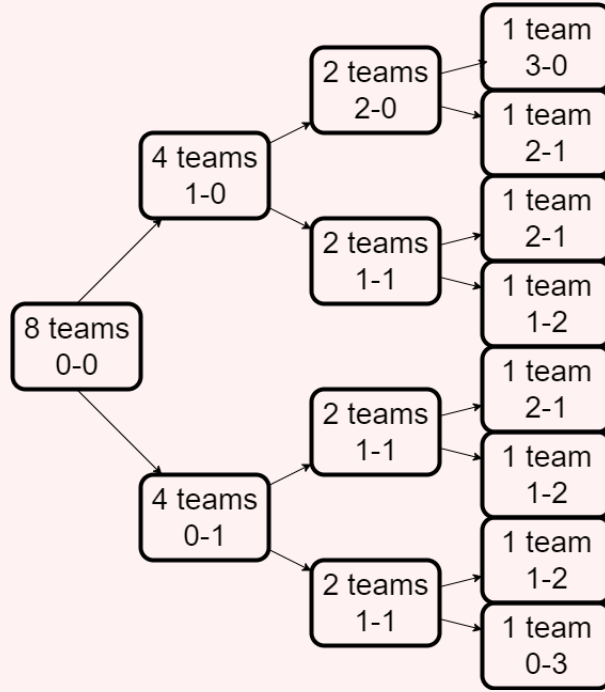 8 teams
0-0
4 teams
1-0
4 teams
0-1
2 teams
2-0
2 teams
1-1
2 teams
1-1
2 teams
1-1
1 team
3-0
1 team
2-1
1 team
2-1
1 team
1-2
1 team
2-1
1 team
1-2
1 team
1-2
1 team
0-3